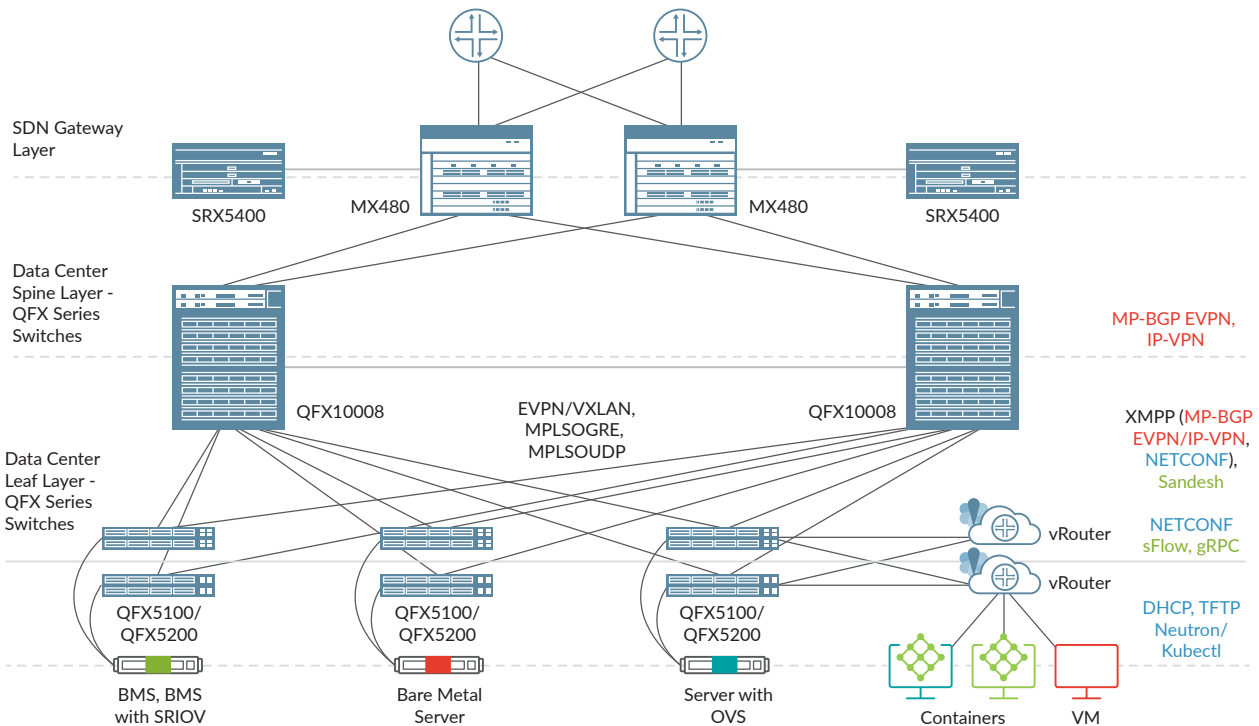 SDN Gateway
Layer
SRX5400
MX480
MX480
SRX5400
Data Center
Spine Layer -
QFX Series
Switches
MP-BGP EVPN,
IP-VPN
QFX10008
EVPN/VXLAN,
MPLSOGRE,
MPLSOUDP
QFX10008
XMPP (MP-BGP
EVPN/IP-VPN,
NETCONF),
Sandesh
Data Center
Leaf Layer -
QFX Series
Switches
vRouter
NETCONF
sFlow, gRPC
vRouter
QFX5100/
QFX5200
QFX5100/
QFX5200
QFX5100/
QFX5200
DHCP, TFTP
Neutron/
Kubectl
BMS, BMS
with SRIOV
Bare Metal
Server
Server with
OVS
Containers
VM